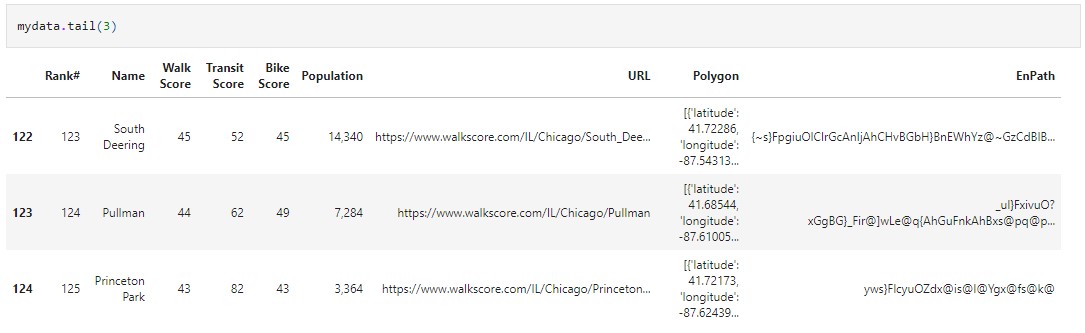 mydata.tail(3)
Rank# Name Walk Score Transit Score Bike Score Population URL Polygon EnPath
122 123 South Deering 45 52 45 14,340 https://www.walkscore.com/IL/Chicago/South_Dee... [{'latitude': 41.72286, 'longitude': -87.54313... {~s}FpgiuOlClrGcAnljAhCHvBGbH}BnEWhYz@~GzCdBlB...
123 124 Pullman 44 62 49 7,284 https://www.walkscore.com/IL/Chicago/Pullman [{'latitude': 41.68544, 'longitude': -87.61005... _ul}FxivuO?xGgBG}_Fir@]wLe@q{AhGuFnkAhBxs@pq@p...
124 125 Princeton Park 43 82 43 3,364 https://www.walkscore.com/IL/Chicago/Princeton... [{'latitude': 41.72173, 'longitude': -87.62439... yws}FlcyuOZdx@is@l@Ygx@fs@k@